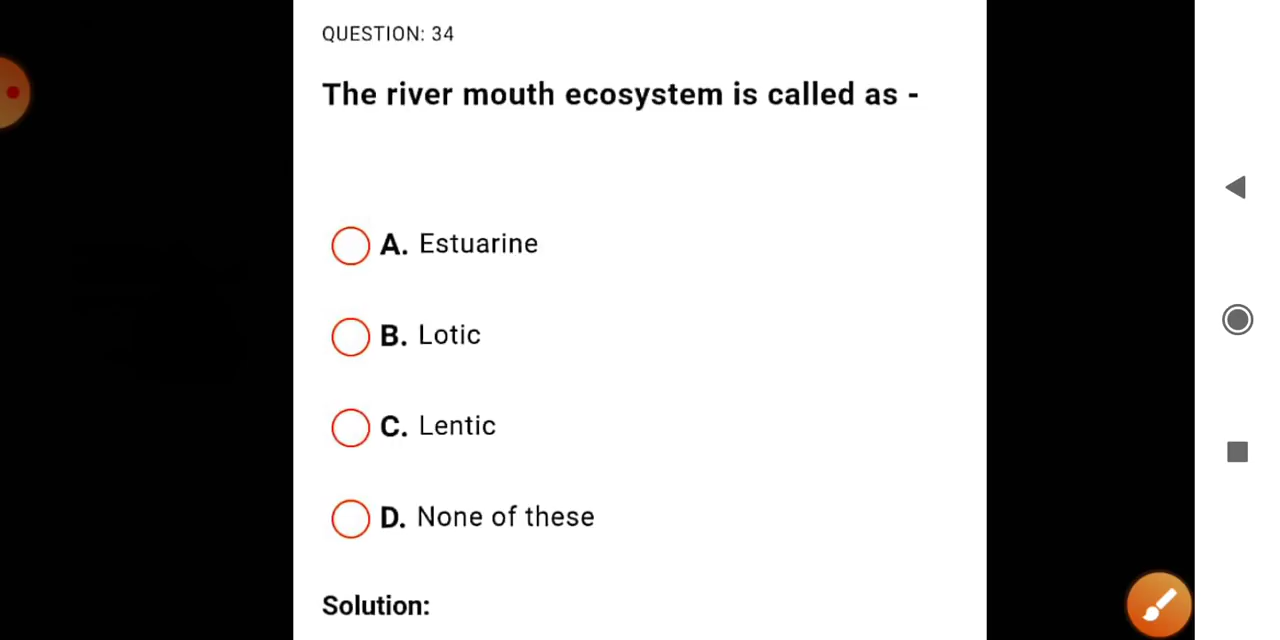 QUESTION: 34
The river mouth ecosystem is called as -
A. Estuarine
B. Lotic
C. Lentic
D. None of these
Solution: